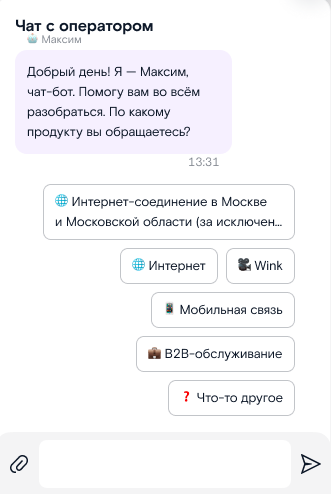 Чат с оператором
Максим
Добрый день! Я — Максим,
чат-бот. Помогу вам во всём
разобраться. По какому
продукту вы обращаетесь?
13:31
Интернет-соединение в Москве
и Московской области (за исключен...
Интернет
Wink
Мобильная связь
B2B-обслуживание
Что-то другое